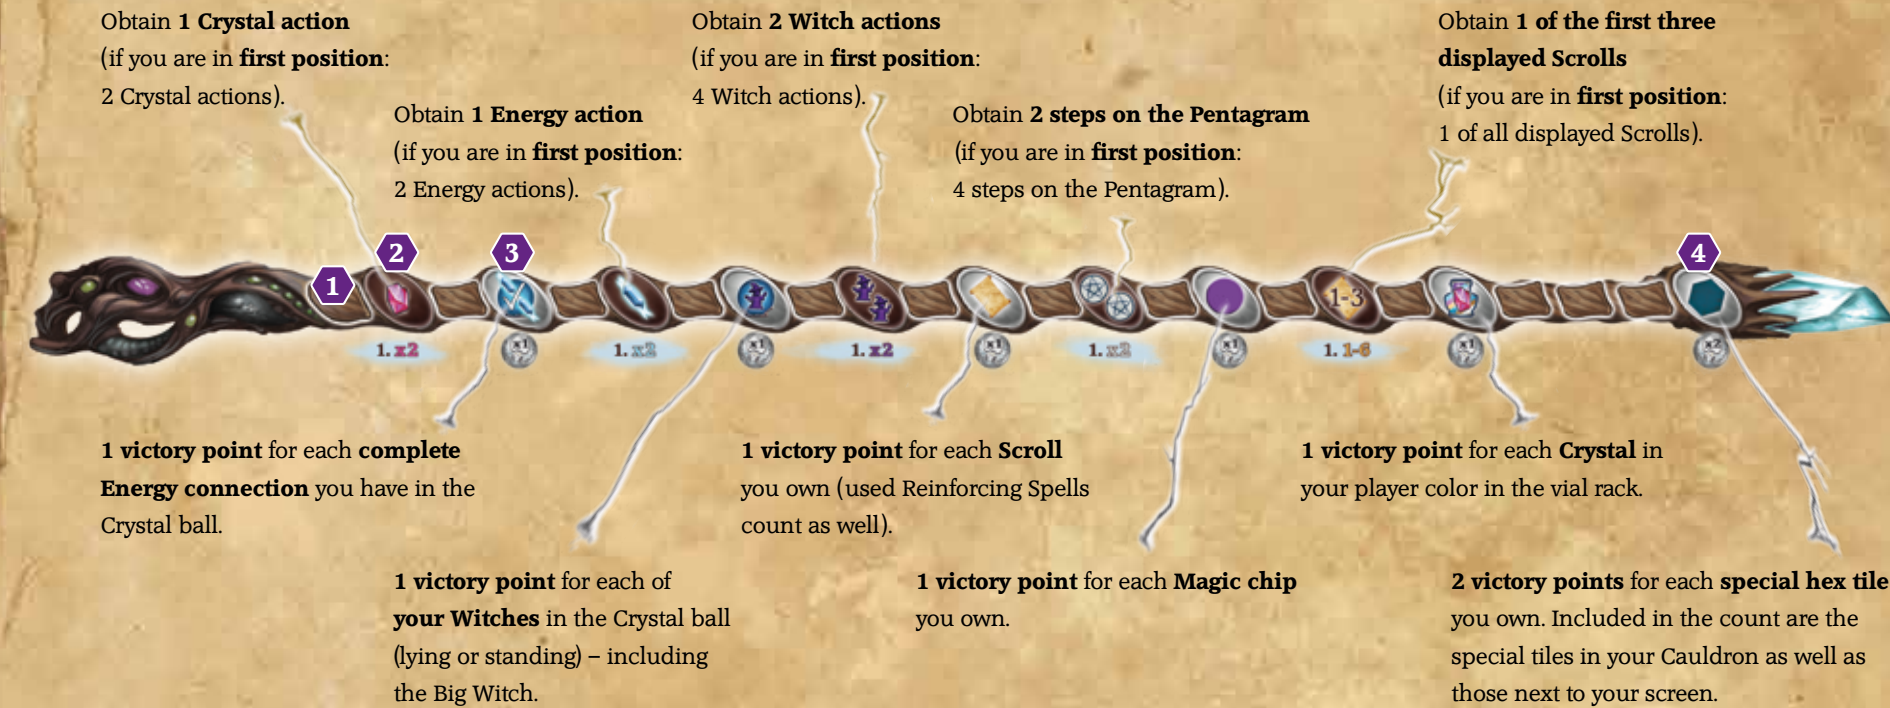 Obtain 1 Crystal action
(if you are in first position:
2 Crystal actions).
Obtain 1 Energy action
(if you are in first position:
2 Energy actions).
Obtain 2 Witch actions
(if you are in first position:
4 Witch actions).
Obtain 2 steps on the Pentagram
(if you are in first position:
4 steps on the Pentagram).
Obtain 1 of the first three
displayed Scrolls
(if you are in first position:
1 of all displayed Scrolls).
1
2
3
1-3
4
1. x2
x1
1. x2
x1
1. x2
x1
1. x2
x1
1. 1-6
x1
x2
1 victory point for each complete
Energy connection you have in the
Crystal ball.
1 victory point for each of
your Witches in the Crystal ball
(lying or standing) – including
the Big Witch.
1 victory point for each Scroll
you own (used Reinforcing Spells
count as well).
1 victory point for each Magic chip
you own.
1 victory point for each Crystal in
your player color in the vial rack.
2 victory points for each special hex tile
you own. Included in the count are the
special tiles in your Cauldron as well as
those next to your screen.